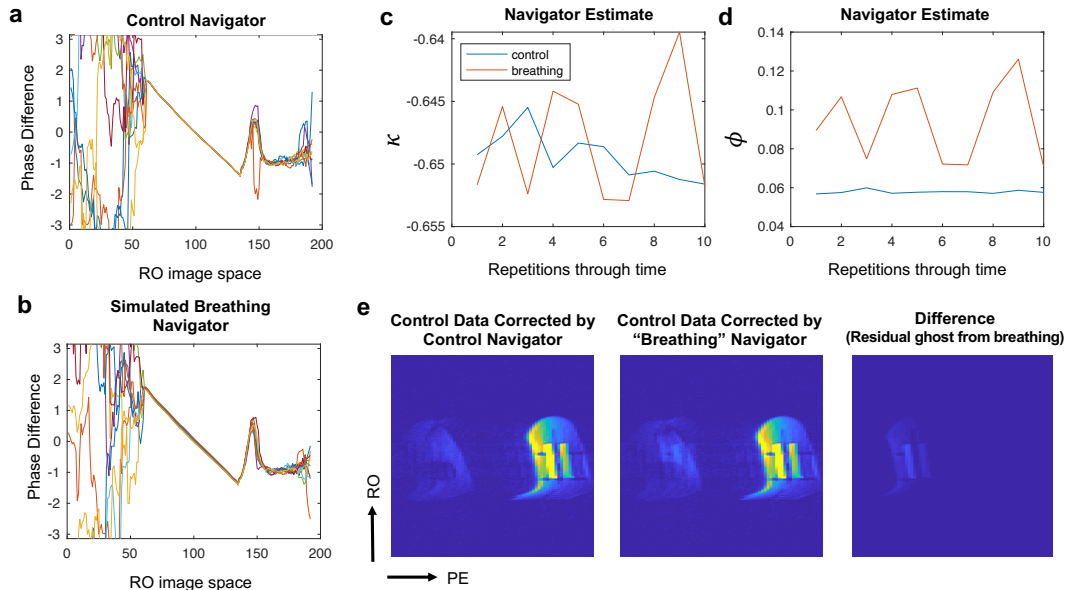 a
Control Navigator
3
2
1
0
-1
-2
-3
0
50
100
150
200
Phase Difference
RO image space
b
Simulated Breathing
Navigator
3
2
1
0
-1
-2
-3
0
50
100
150
200
Phase Difference
RO image space
c
Navigator Estimate
control
breathing
-0.64
-0.645
-0.65
-0.655
0
2
4
6
8
10
κ
Repetitions through time
d
Navigator Estimate
0.14
0.12
0.10
0.08
0.06
0.04
0
2
4
6
8
10
ϕ
Repetitions through time
e
Control Data Corrected by
Control Navigator
Control Data Corrected by
“Breathing” Navigator
Difference
(Residual ghost from breathing)
RO
PE